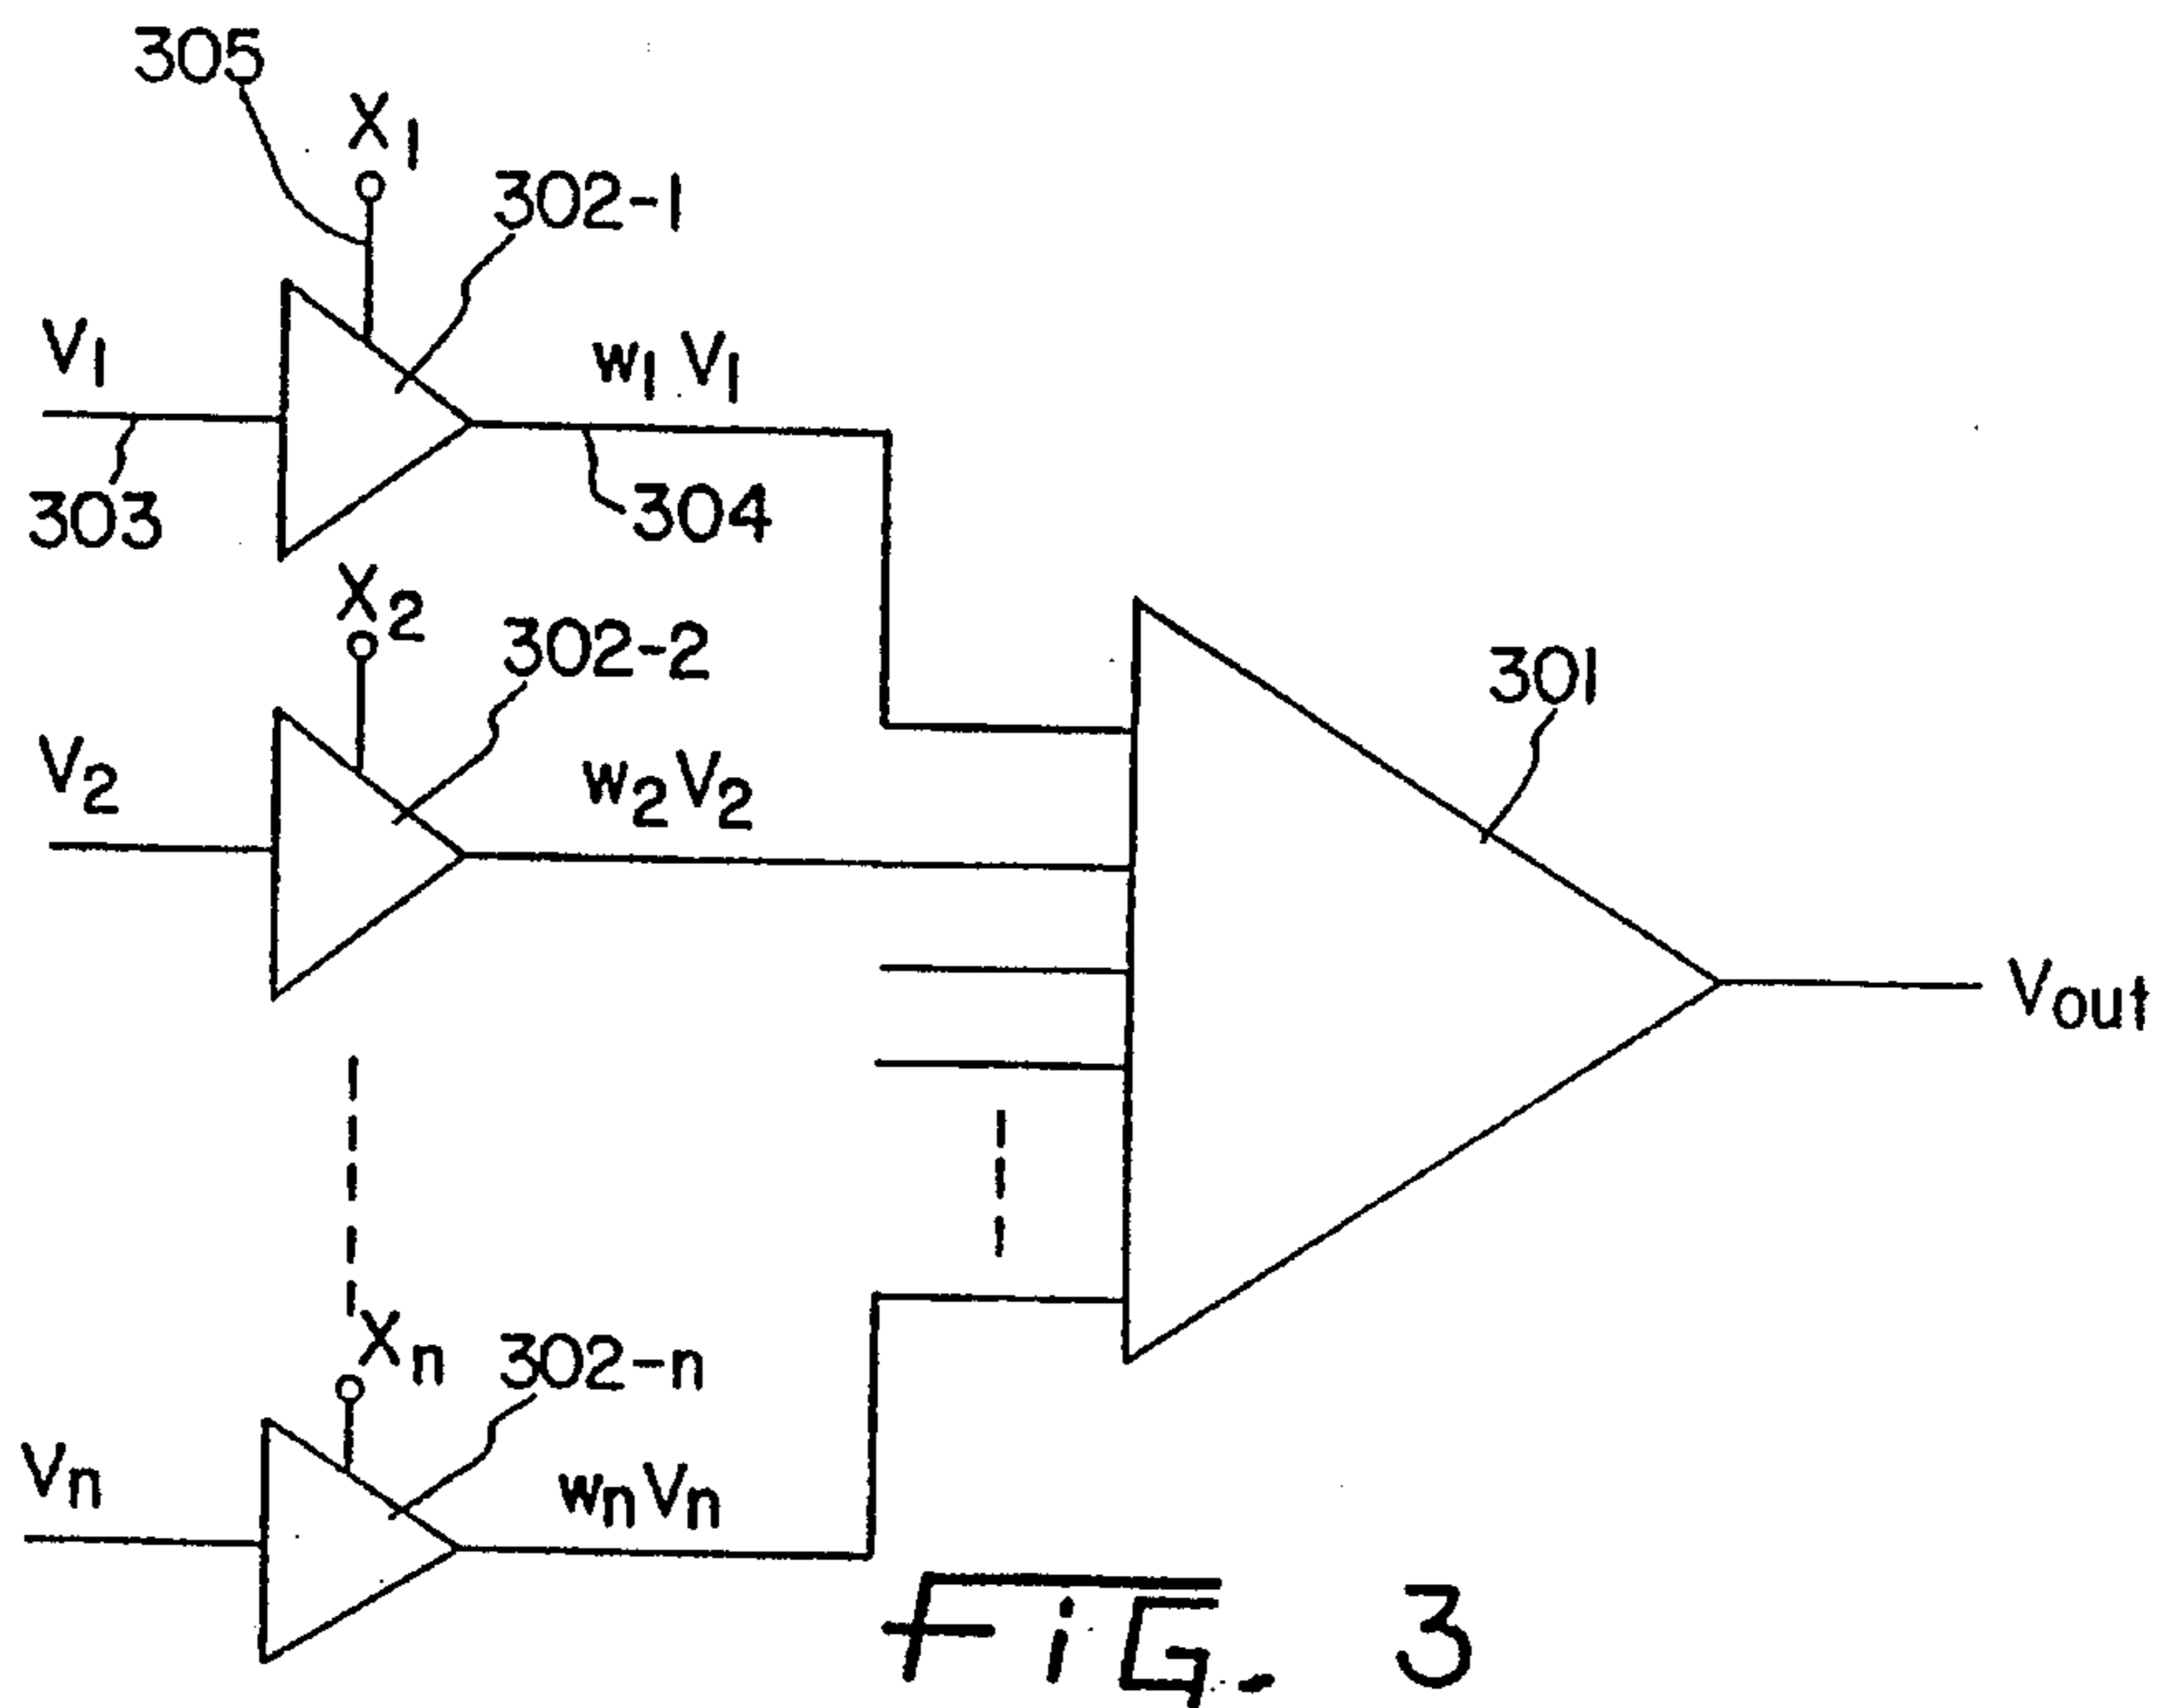 305
X1
302-1
V1
w1 V1
303
304
X2
302-2
301
V2
w2V2
Vout
Xn
302-n
Vn
wnVn
FiG. 3